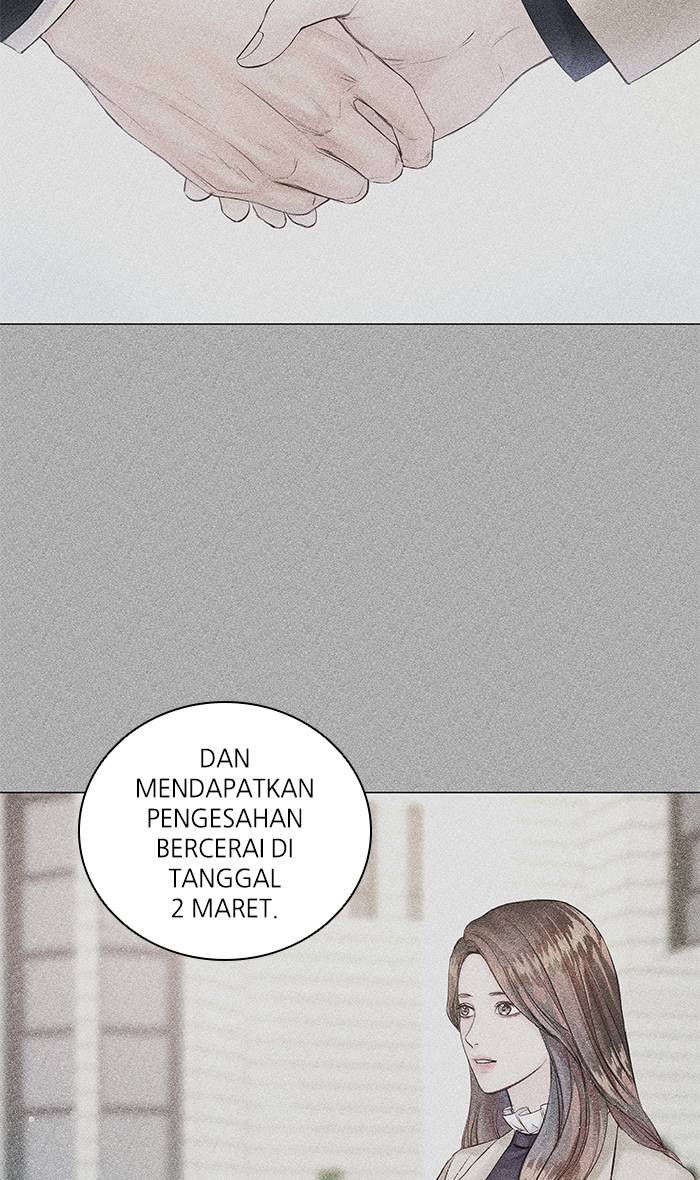 DAN
MENDAPATKAN
PENGESAHAN
BERCERAI DI
TANGGAL
2 MARET.